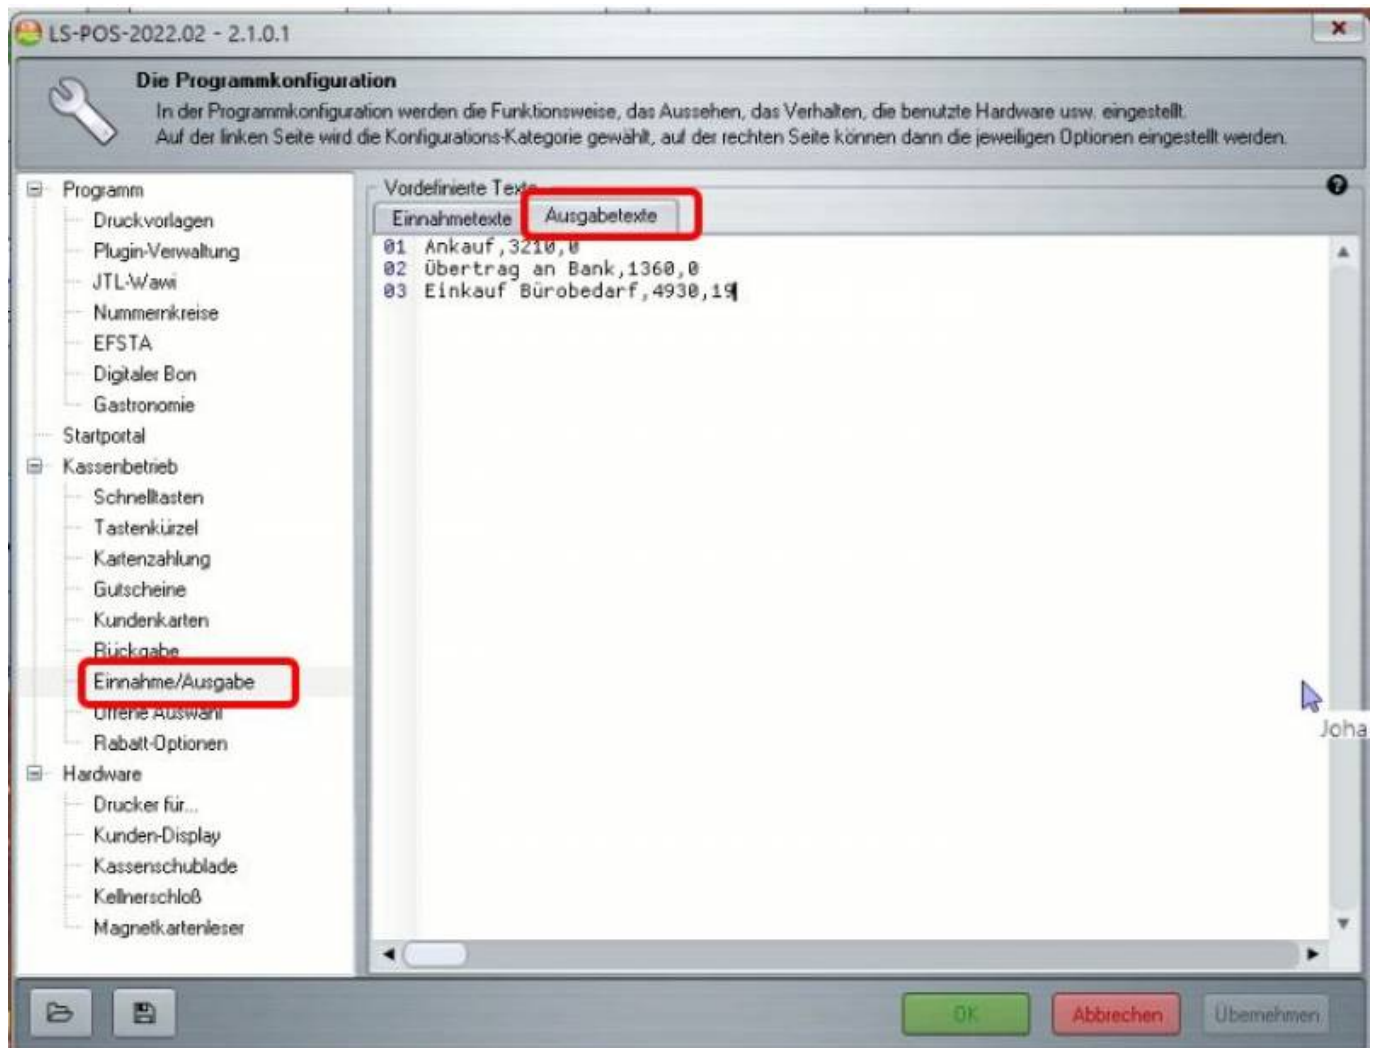 LS-POS-2022.02 - 2.1.0.1
Die Programmkonfiguration
In der Programmkonfiguration werden die Funktionsweise, das Aussehen, das Verhalten, die benutzte Hardware usw. eingestellt.
Auf der linken Seite wird die Konfigurations-Kategorie gewählt, auf der rechten Seite können dann die jeweiligen Optionen eingestellt werden.
Programm
Druckvorlagen
Plugin-Verwaltung
JTL-Wawi
Nummernkreise
EFSTA
Digitaler Bon
Gastronomie
Startportal
Kassenbetrieb
Schnelltasten
Tastenkürzel
Kartenzahlung
Gutscheine
Kundenkarten
Rückgabe
Einnahme/Ausgabe
Offene Auswahl
Rabatt-Optionen
Hardware
Drucker für...
Kunden-Display
Kassenschublade
Kellnerschloß
Magnetkartenleser
Vordefinierte Texte
Einnahmetexte Ausgabetexte
01 Ankauf,3210,0
02 Übertrag an Bank,1360,0
03 Einkauf Bürobedarf,4930,19
Joha
OK Abbrechen Übernehmen